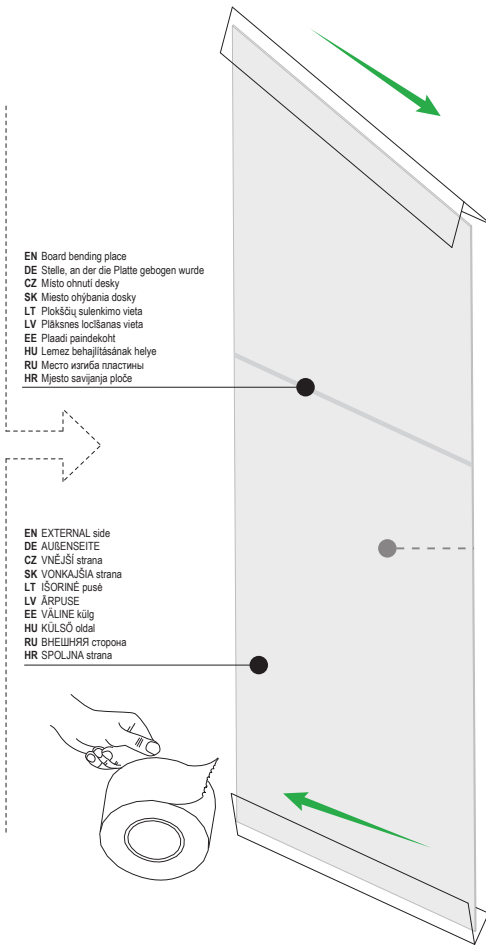 EN Board bending place
DE Stelle, an der die Platte gebogen wurde
CZ Místo ohnutí desky
SK Miesto ohýbania dosky
LT Plokščių sulenkimo vieta
LV Plāksnes locīšanas vieta
EE Plaadi paindekoht
HU Lemez behajlításának helye
RU Место изгиба пластины
HR Mjesto savijanja ploče
EN EXTERNAL side
DE AUßENSEITE
CZ VNĚJŠÍ strana
SK VONKAJŠIA strana
LT IŠORINĖ pusė
LV ĀRPUSE
EE VÄLINE külg
HU KÜLSŐ oldal
RU ВНЕШНЯЯ сторона
HR SPOLJNA strana